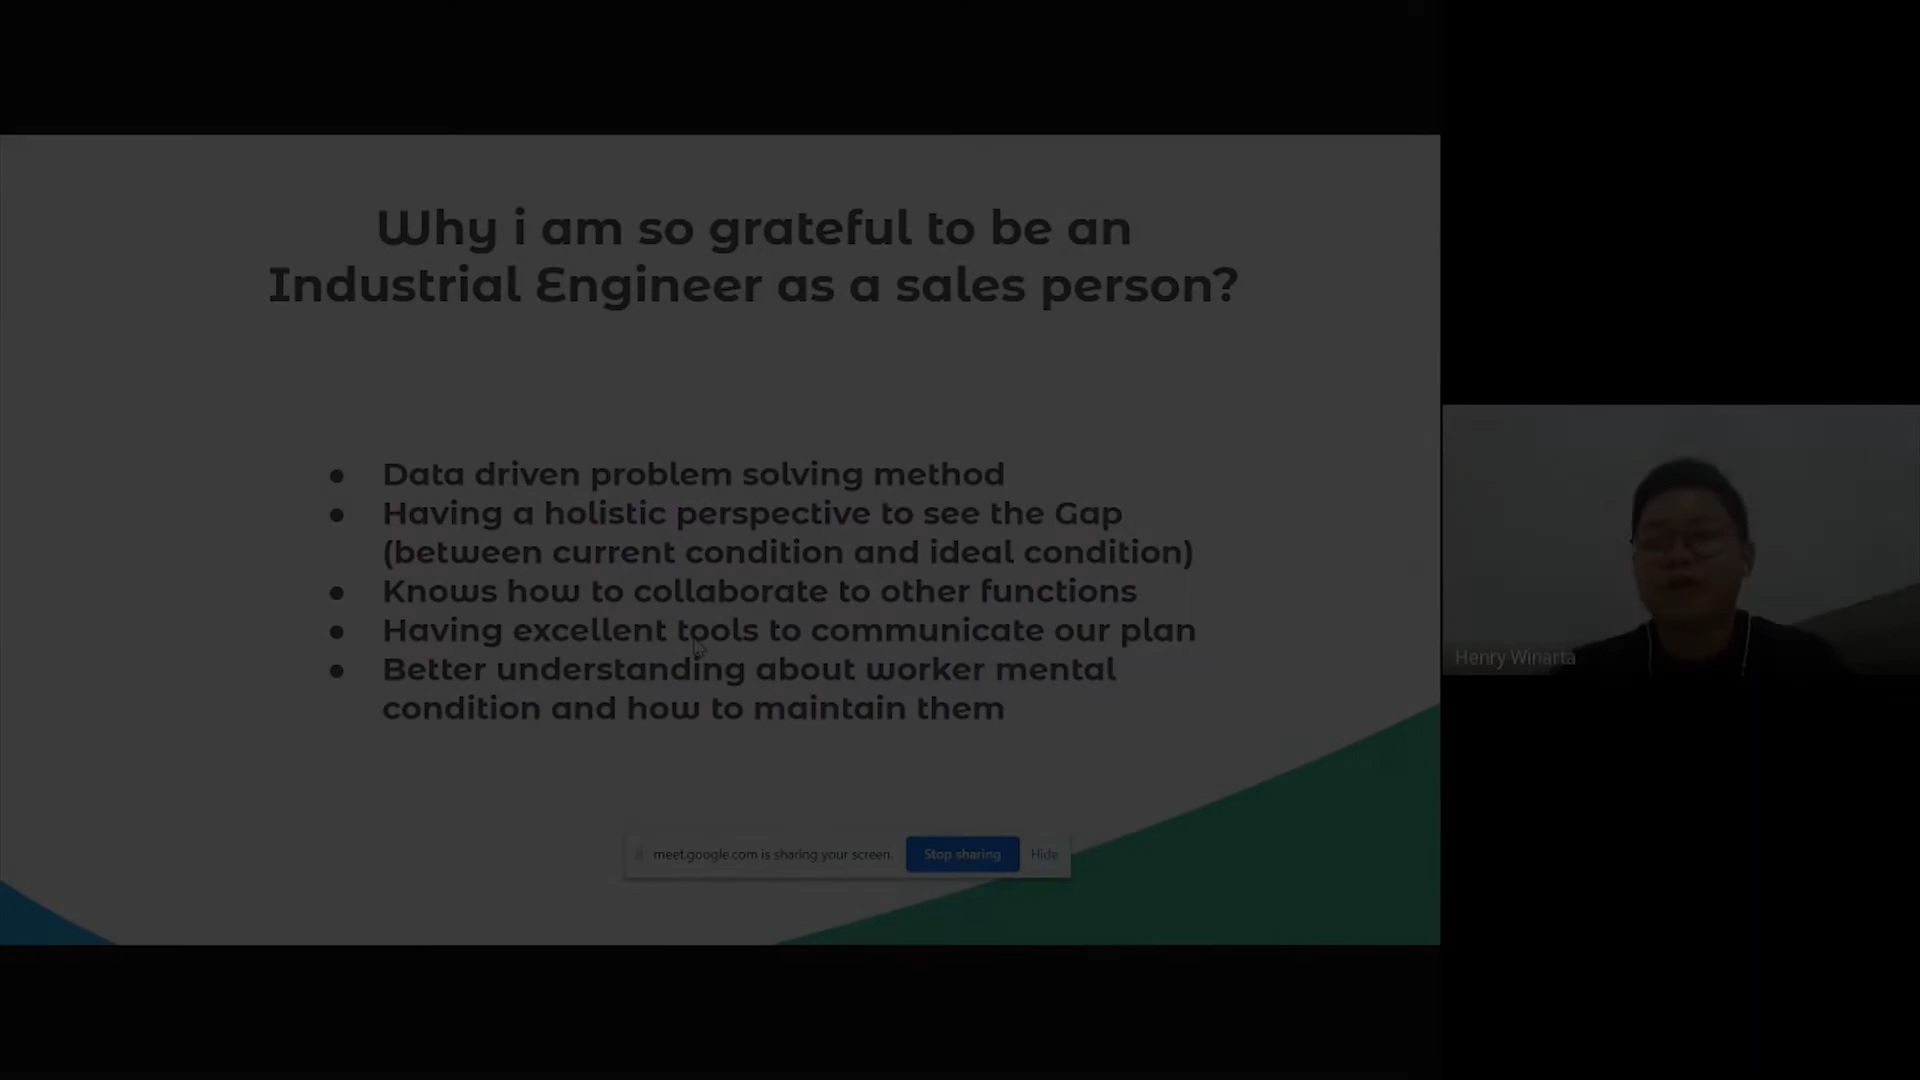 Why i am so grateful to be an
Industrial Engineer as a sales person?
● Data driven problem solving method
● Having a holistic perspective to see the Gap
(between current condition and ideal condition)
● Knows how to collaborate to other functions
● Having excellent tools to communicate our plan
● Better understanding about worker mental
condition and how to maintain them
Henry Winarta
meet.google.com is sharing your screen. Stop sharing Hide